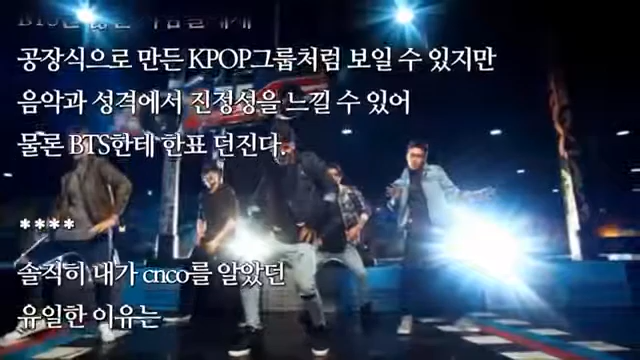 공장식으로 만든 KPOP그룹처럼 보일 수 있지만
음악과 성격에서 진정성을 느낄 수 있어
물론 BTS한테 한표 던진다.
****
솔직히 내가 cnco를 알았던
유일한 이유는